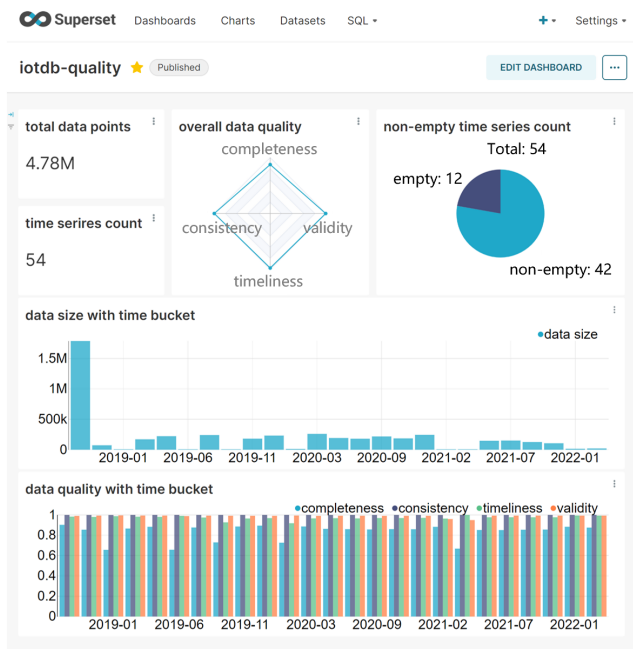 Superset Dashboards Charts Datasets SQL Settings
iotdb-quality Published EDIT DASHBOARD
total data points
4.78M
time serires count
54
overall data quality
completeness
consistency validity
timeliness
non-empty time series count
Total: 54
empty: 12
non-empty: 42
data size with time bucket
data size
1.5M
1M
500k
0
2019-01 2019-06 2019-11 2020-03 2020-09 2021-02 2021-07 2022-01
data quality with time bucket
completeness consistency timeliness validity
1
0.8
0.6
0.4
0.2
0
2019-01 2019-06 2019-11 2020-03 2020-09 2021-02 2021-07 2022-01